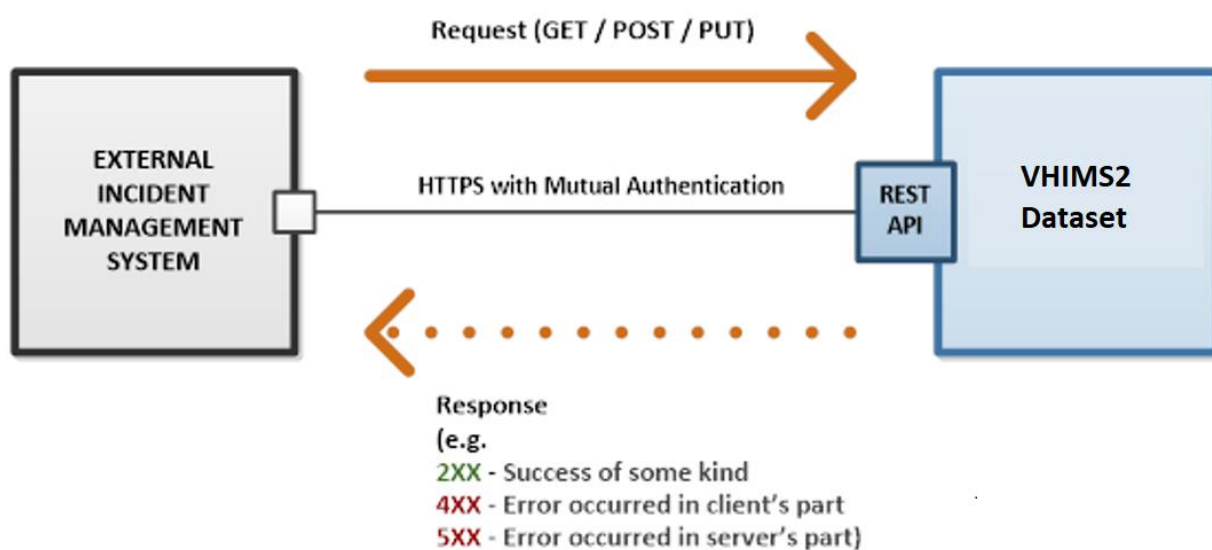 Request (GET / POST / PUT)
EXTERNAL
INCIDENT
MANAGEMENT
SYSTEM
HTTPS with Mutual Authentication
REST
API
VHIMS2
Dataset
Response
(e.g.
2XX - Success of some kind
4XX - Error occurred in client's part
5XX - Error occurred in server's part)